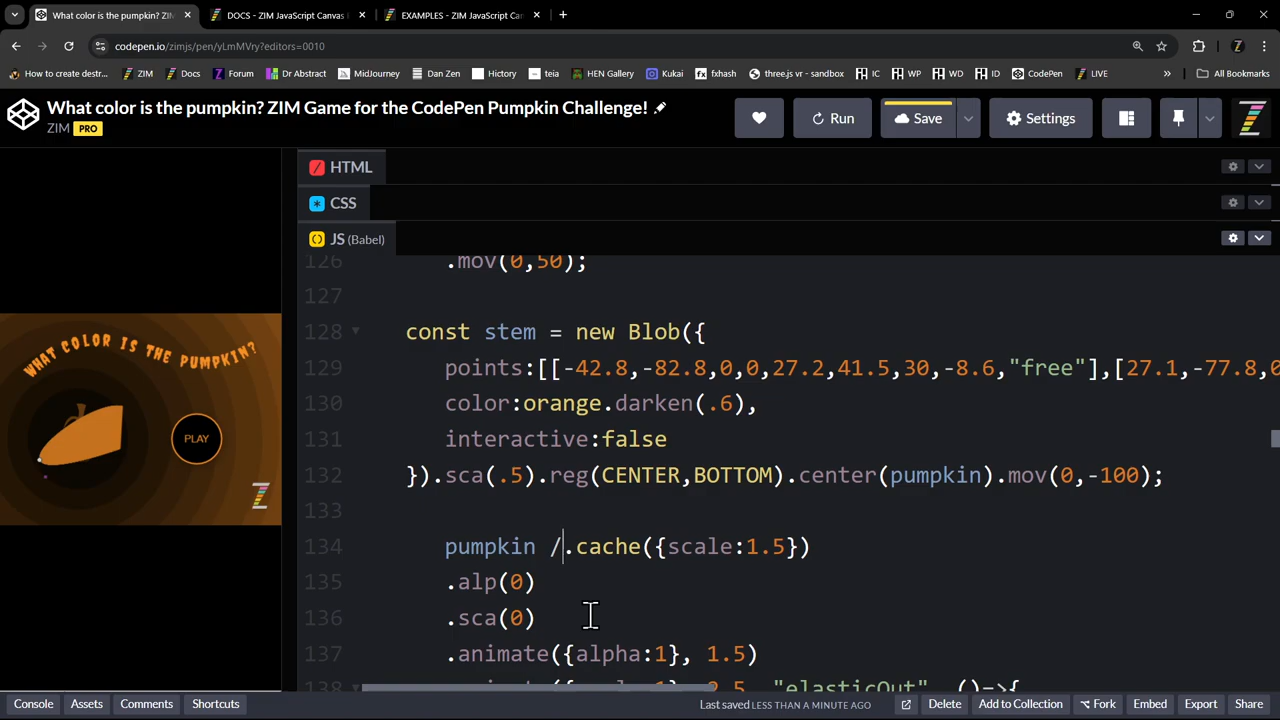 What color is the pumpkin? ZIM
DOCS - ZIM JavaScript Canvas
EXAMPLES - ZIM JavaScript Can
codepen.io/zimjs/pen/yLmMVry?editors=0010
How to create destr...
ZIM
Docs
Forum
Dr Abstract
MidJourney
Dan Zen
Hictory
teia
HEN Gallery
Kukai
fxhash
three.js vr - sandbox
IC
WP
WD
ID
CodePen
LIVE
»
All Bookmarks
What color is the pumpkin? ZIM Game for the CodePen Pumpkin Challenge!
ZIM PRO
Run
Save
Settings
HTML
CSS
JS (Babel)
126 .mov(0,50);
127
128 const stem = new Blob({
129 points:[[-42.8,-82.8,0,0,27.2,41.5,30,-8.6,"free"],[27.1,-77.8,0
130 color:orange.darken(.6),
131 interactive:false
132 }).sca(.5).reg(CENTER,BOTTOM).center(pumpkin).mov(0,-100);
133
134 pumpkin /.cache({scale:1.5})
135 .alp(0)
136 .sca(0)
137 .animate({alpha:1}, 1.5)
WHAT COLOR IS THE PUMPKIN?
PLAY
Console
Assets
Comments
Shortcuts
Last saved LESS THAN A MINUTE AGO
Delete
Add to Collection
Fork
Embed
Export
Share